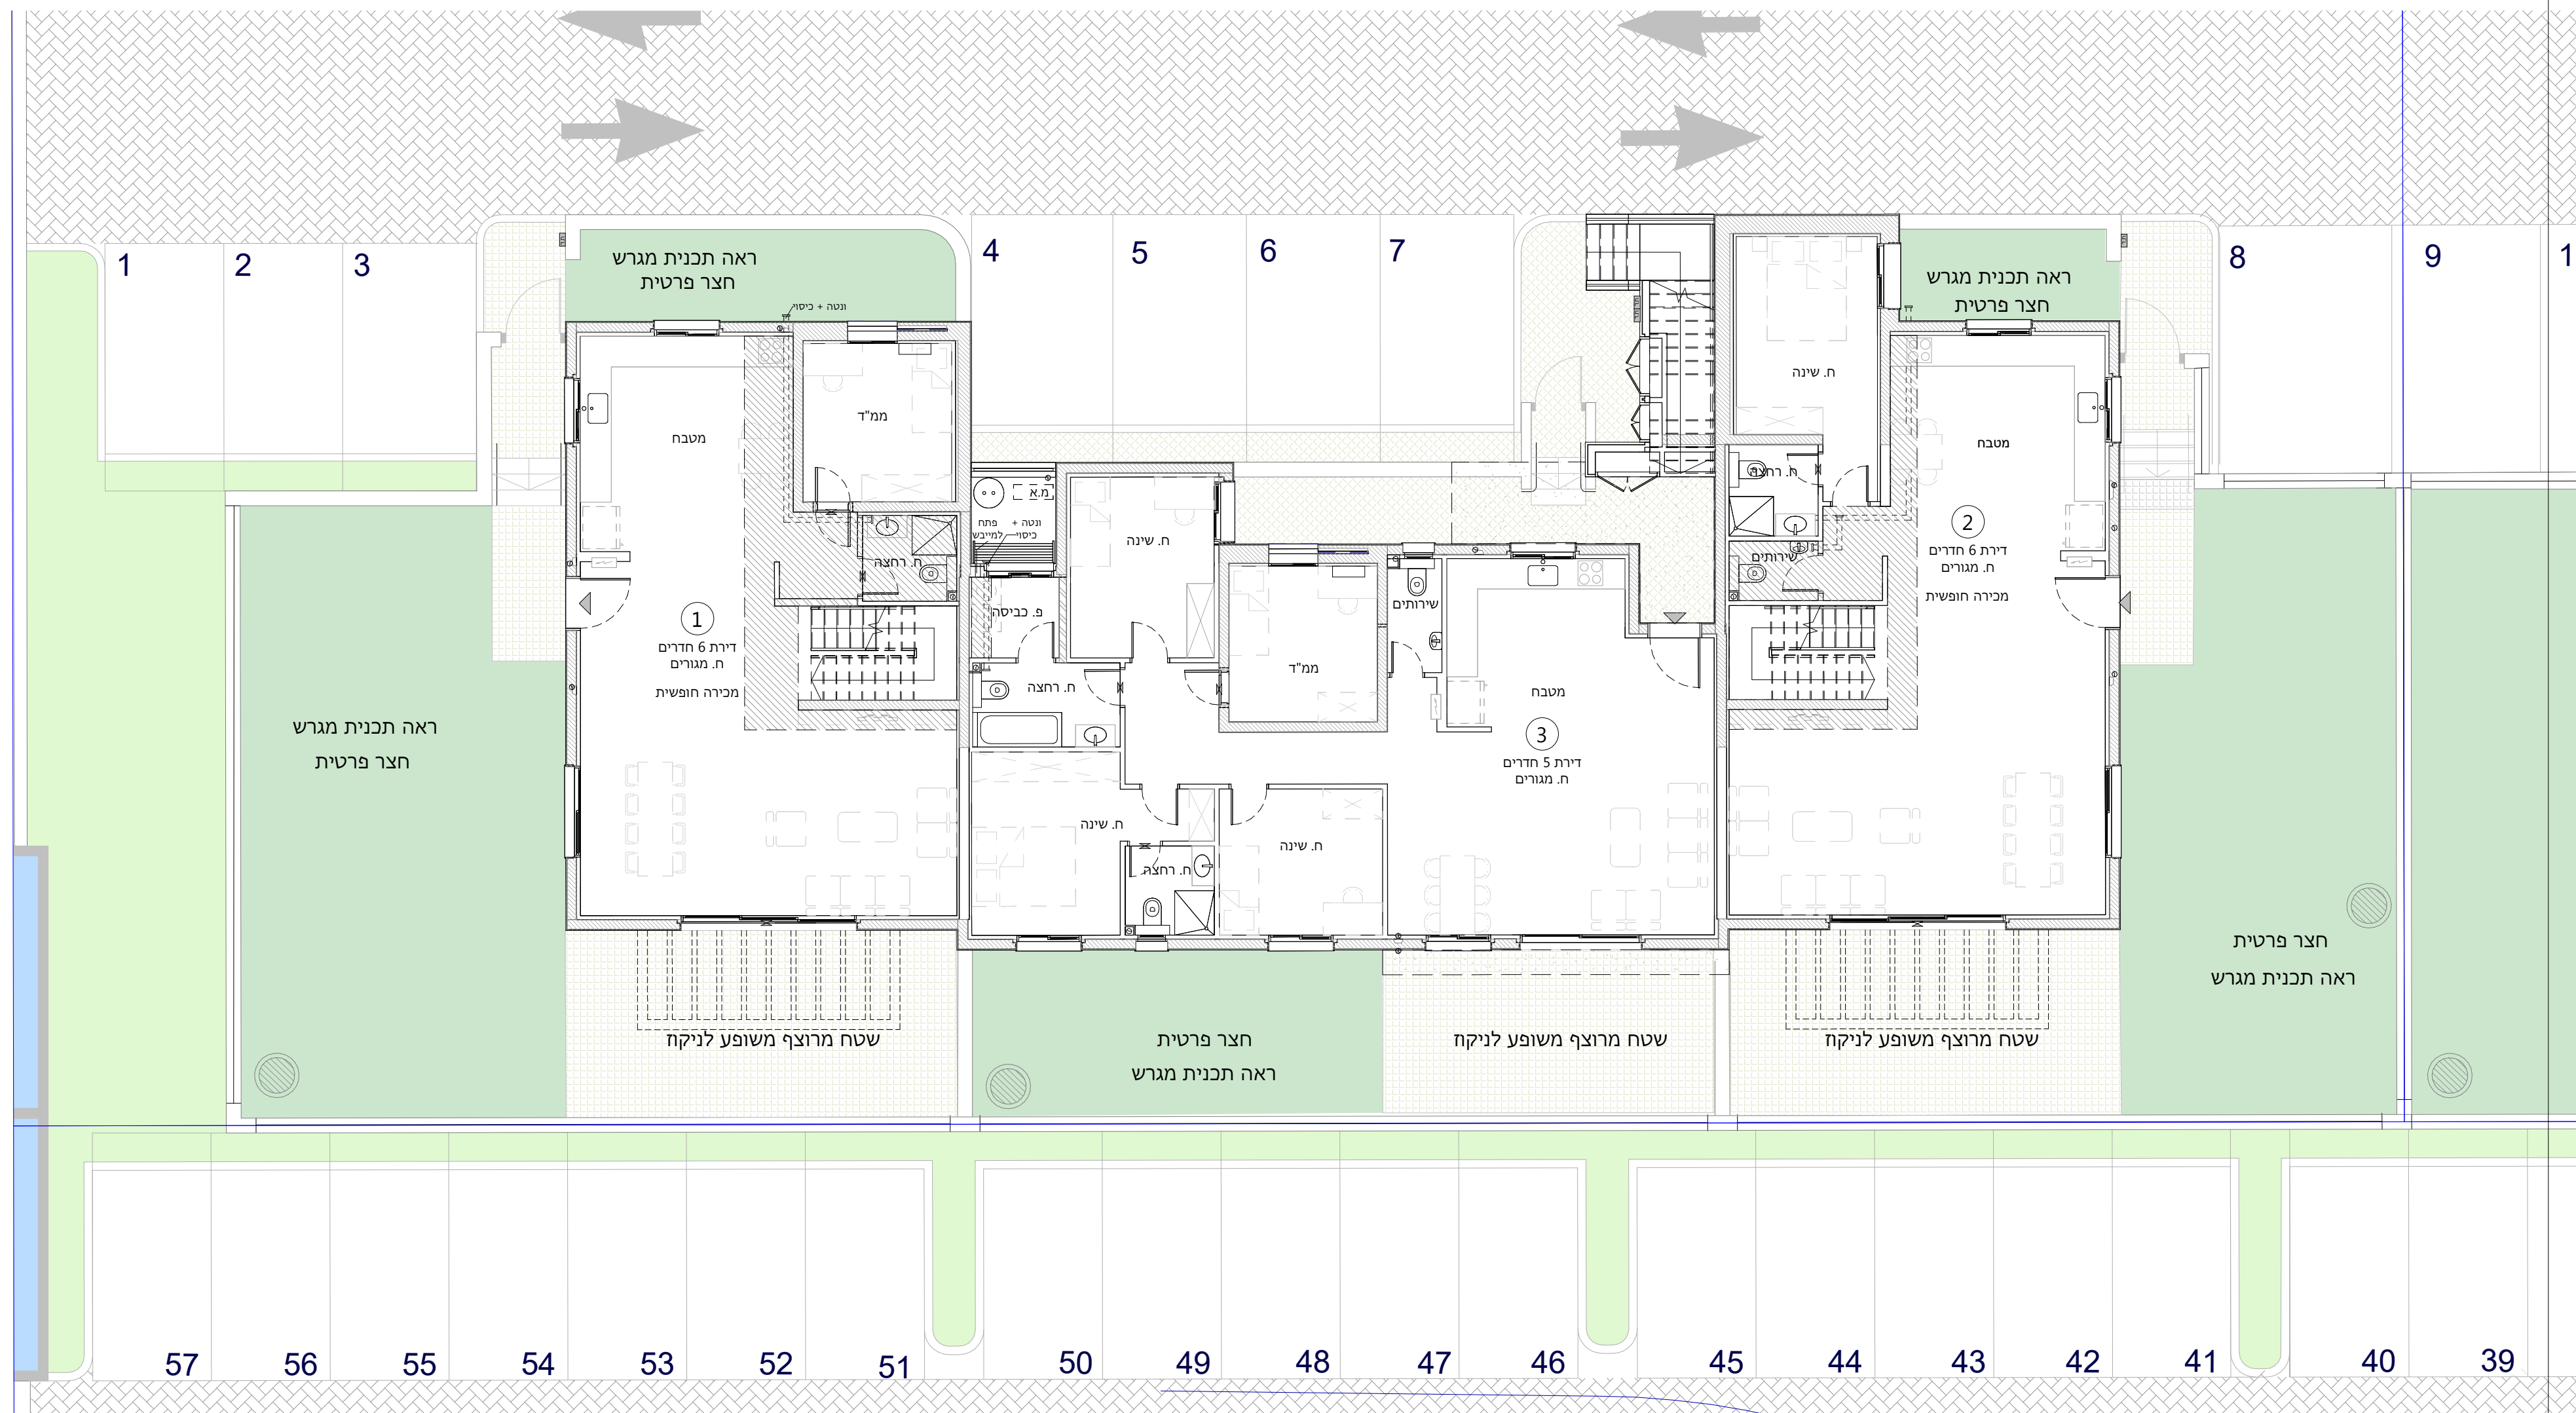 1
2
3
ראה תכנית מגרש
חצר פרטית
ונטה + כיסוי
4
5
6
7
ראה תכנית מגרש
חצר פרטית
8
9
1
מטבח
ממ"ד
ח. רחצה
1
דירת 6 חדרים
ח. מגורים
מכירה חופשית
מ.א
פתח
למייבש
ונטה +
כיסוי
פ. כביסה
ח. שינה
ח. רחצה
ממ"ד
שירותים
מטבח
3
דירת 5 חדרים
ח. מגורים
ח. שינה
ח. רחצה
ח. שינה
ח. שינה
ח. רחצה
שירותים
מטבח
2
דירת 6 חדרים
ח. מגורים
מכירה חופשית
ראה תכנית מגרש
חצר פרטית
חצר פרטית
ראה תכנית מגרש
שטח מרוצף משופע לניקוז
חצר פרטית
ראה תכנית מגרש
שטח מרוצף משופע לניקוז
שטח מרוצף משופע לניקוז
57
56
55
54
53
52
51
50
49
48
47
46
45
44
43
42
41
40
39